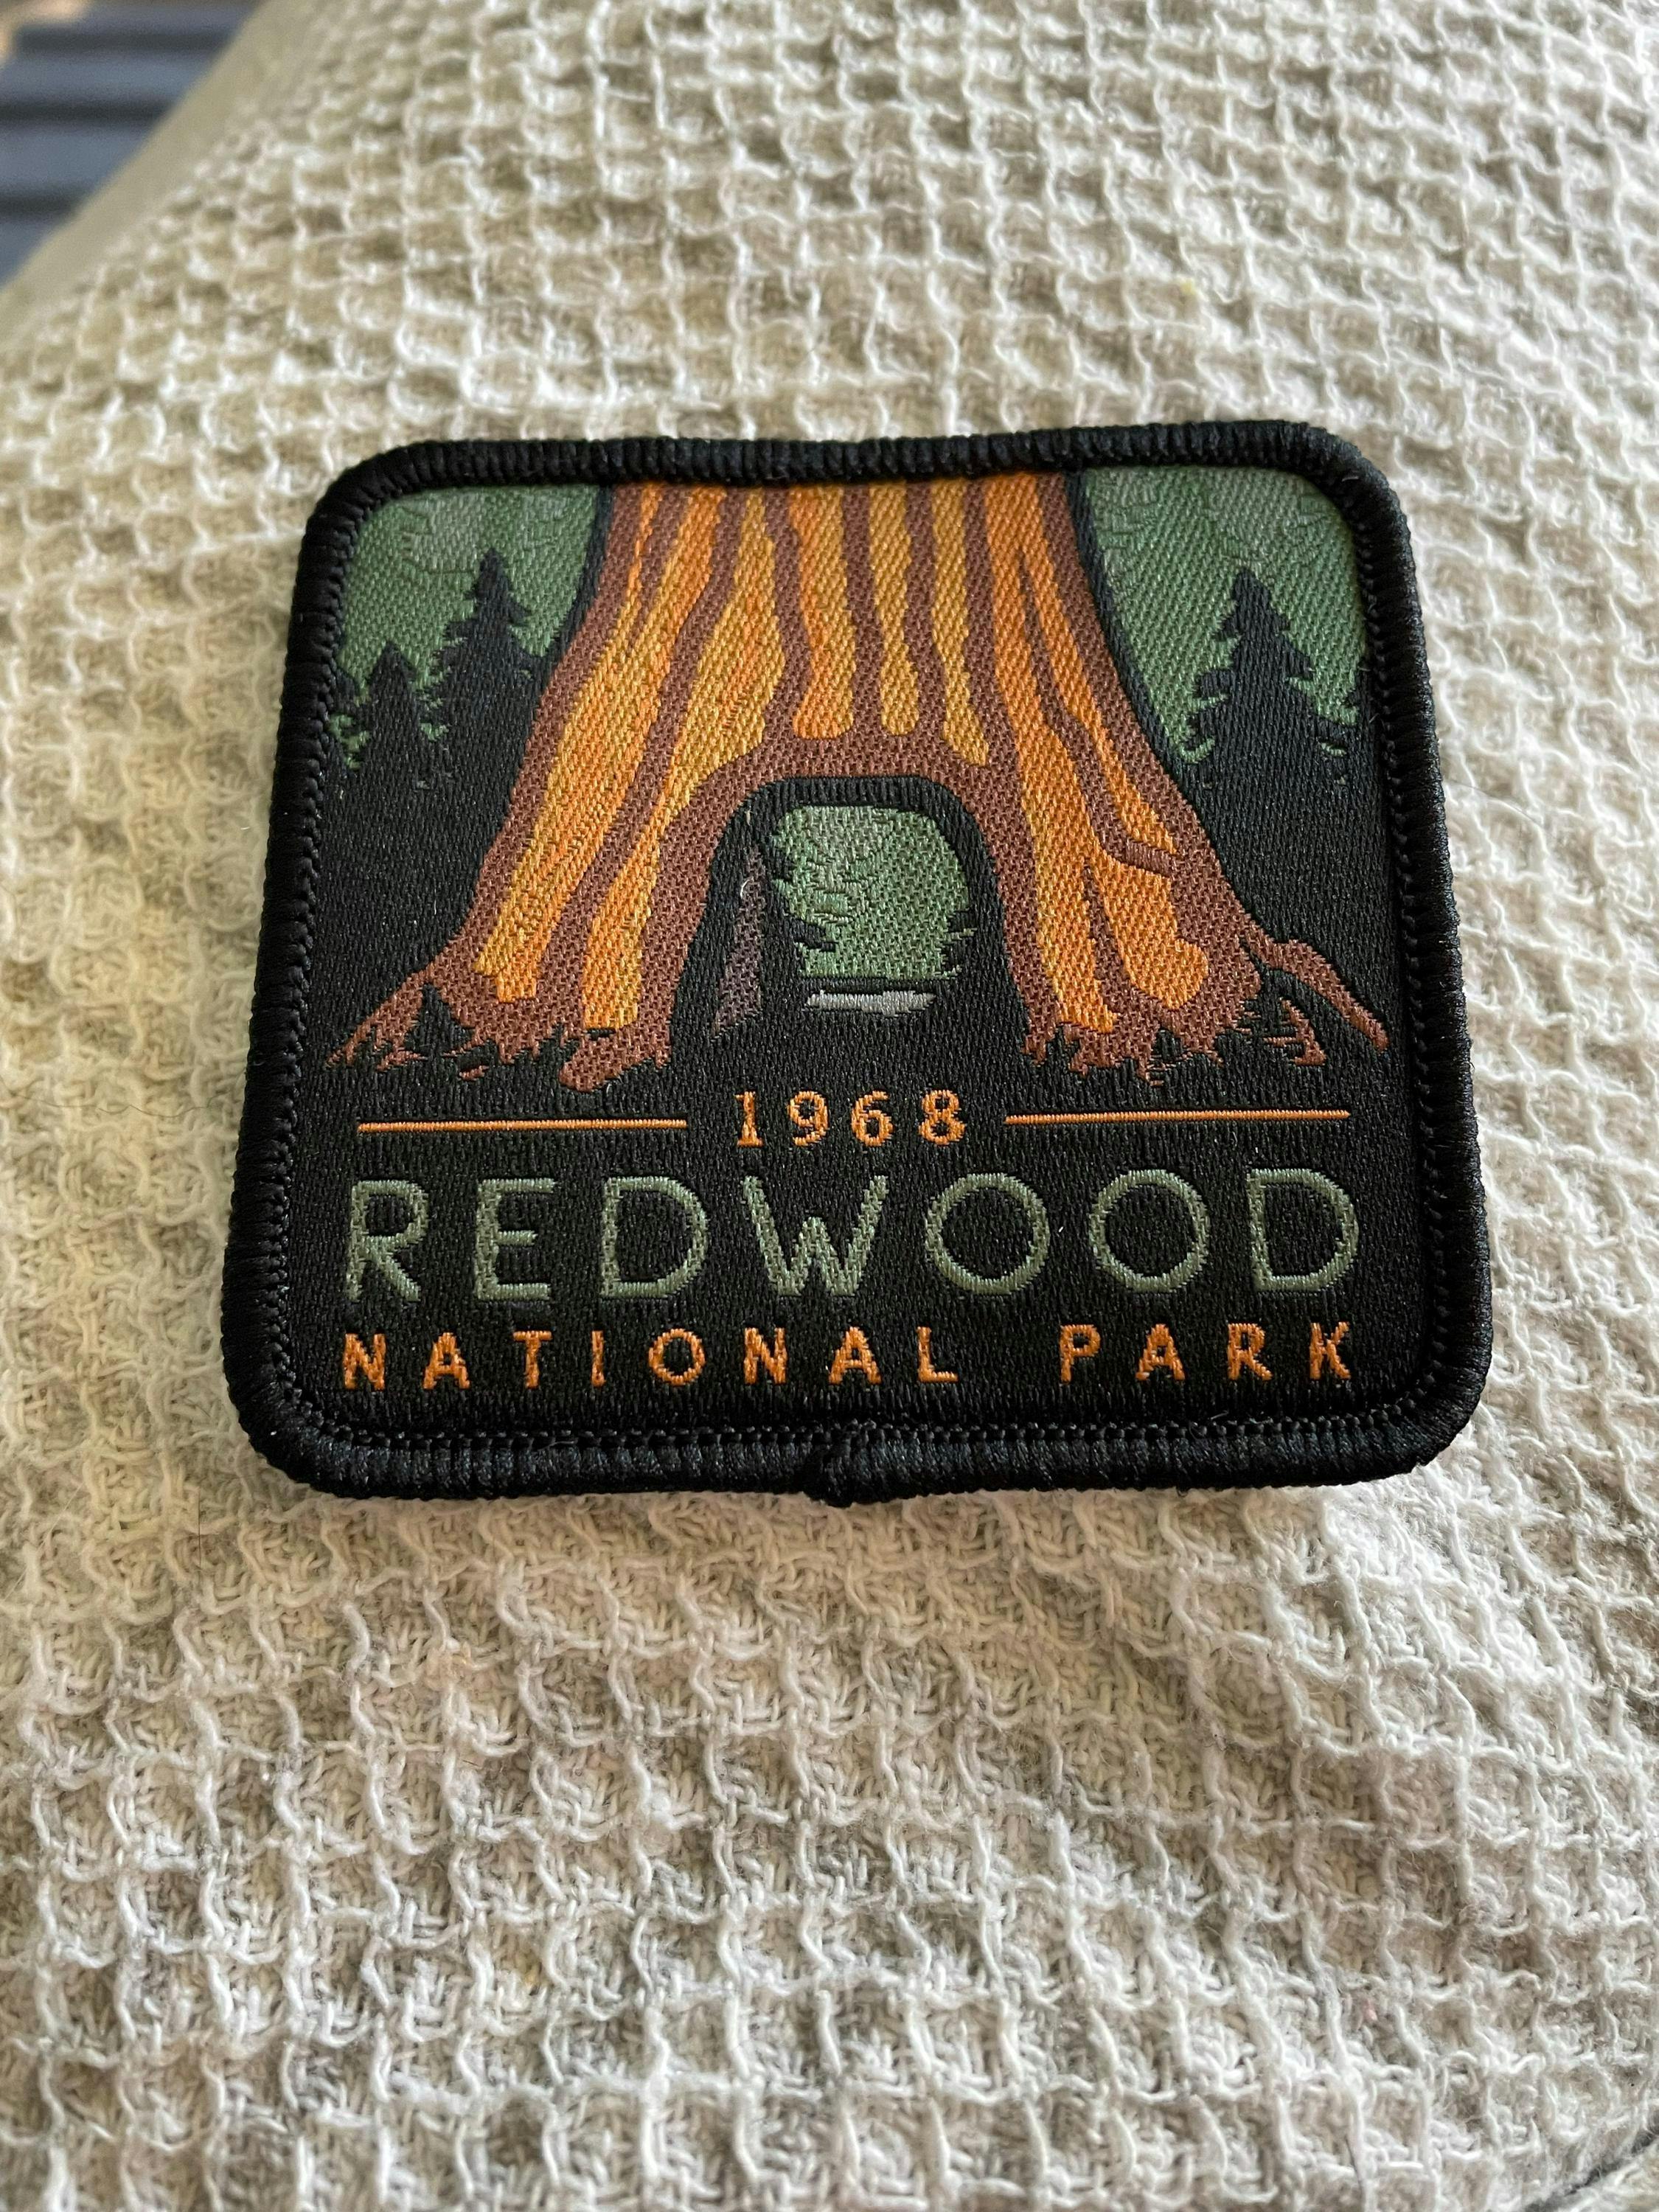 1968
REDWOOD
NATIONAL PARK